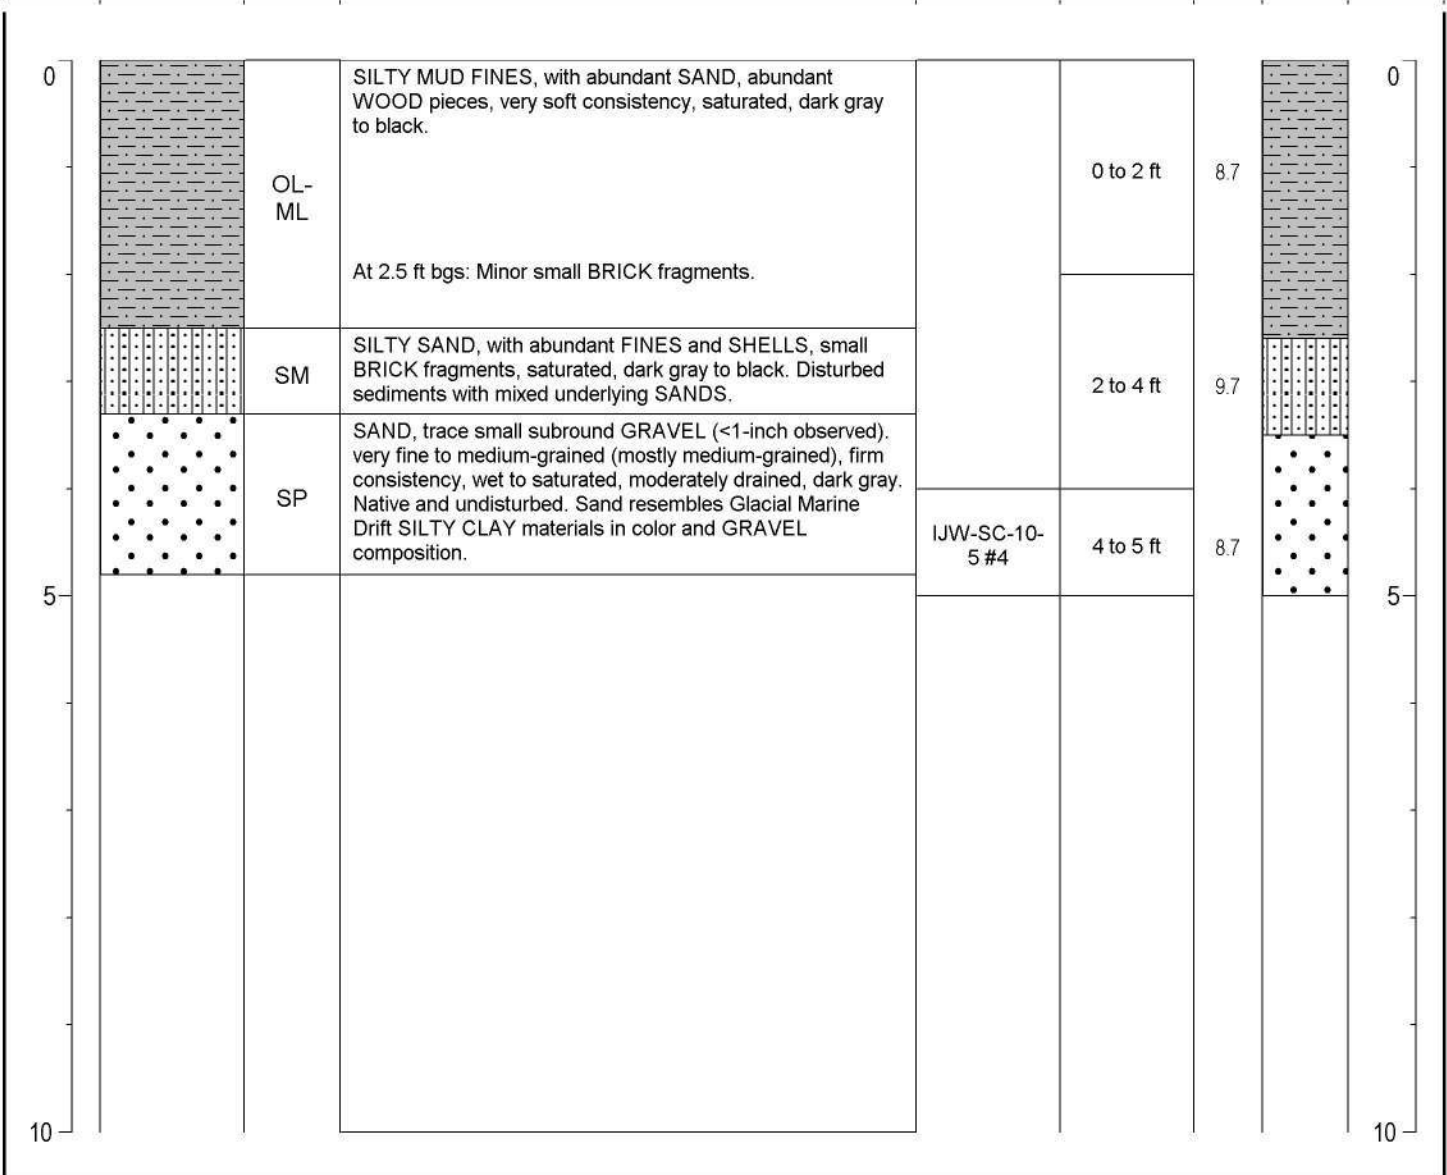 0
OL-
ML
SILTY MUD FINES, with abundant SAND, abundant
WOOD pieces, very soft consistency, saturated, dark gray
to black.
At 2.5 ft bgs: Minor small BRICK fragments.
0 to 2 ft
8.7
0
SM
SILTY SAND, with abundant FINES and SHELLS, small
BRICK fragments, saturated, dark gray to black. Disturbed
sediments with mixed underlying SANDS.
2 to 4 ft
9.7
SP
SAND, trace small subround GRAVEL (<1-inch observed).
very fine to medium-grained (mostly medium-grained), firm
consistency, wet to saturated, moderately drained, dark gray.
Native and undisturbed. Sand resembles Glacial Marine
Drift SILTY CLAY materials in color and GRAVEL
composition.
IJW-SC-10-
5 #4
4 to 5 ft
8.7
5
5
10
10